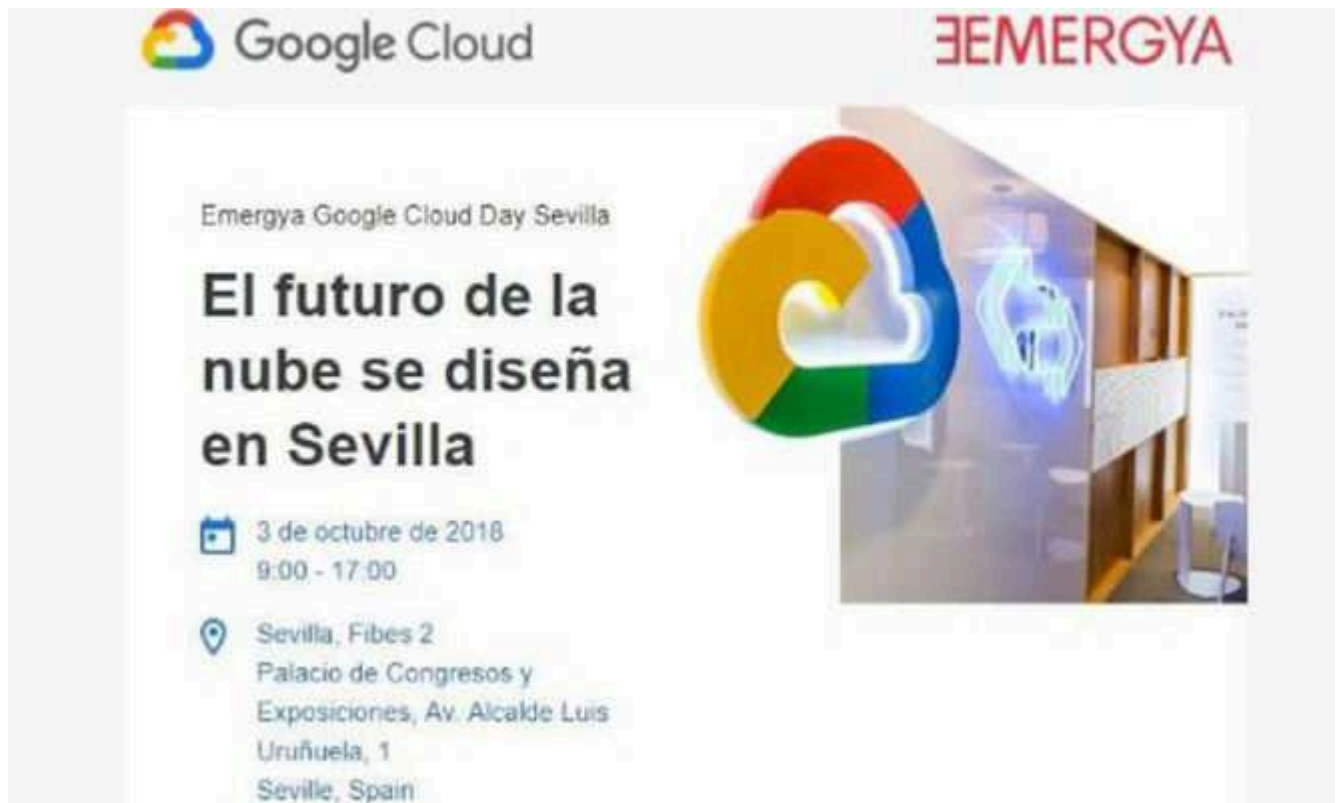 Google Cloud
EMERGYA
Emergya Google Cloud Day Sevilla
El futuro de la
nube se diseña
en Sevilla
3 de octubre de 2018
9:00 - 17:00
Sevilla, Fibes 2
Palacio de Congresos y
Exposiciones, Av. Alcalde Luis
Uruñuela, 1
Seville, Spain